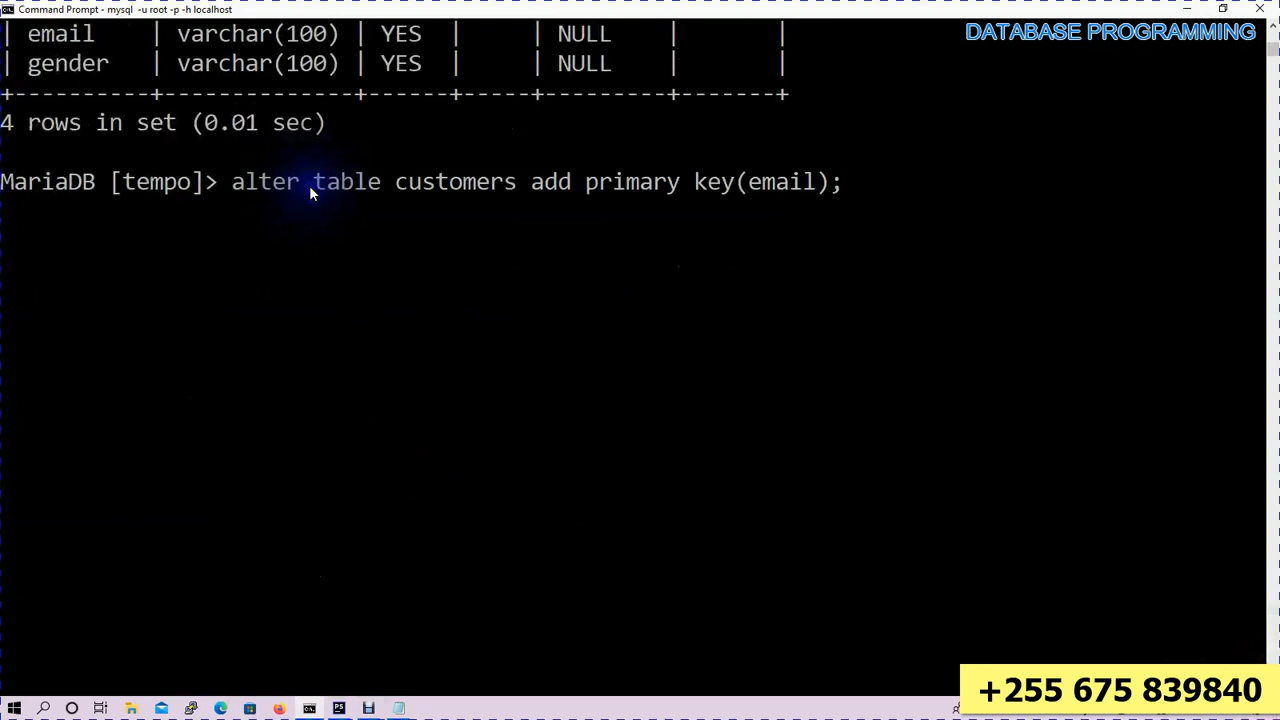 Command Prompt - mysql -u root -p -h localhost
DATABASE PROGRAMMING
| email | varchar(100) | YES | | NULL | |
| gender | varchar(100) | YES | | NULL | |
+----------+--------------+------+-----+---------+-------+
4 rows in set (0.01 sec)
MariaDB [tempo]> alter table customers add primary key(email);
+255 675 839840